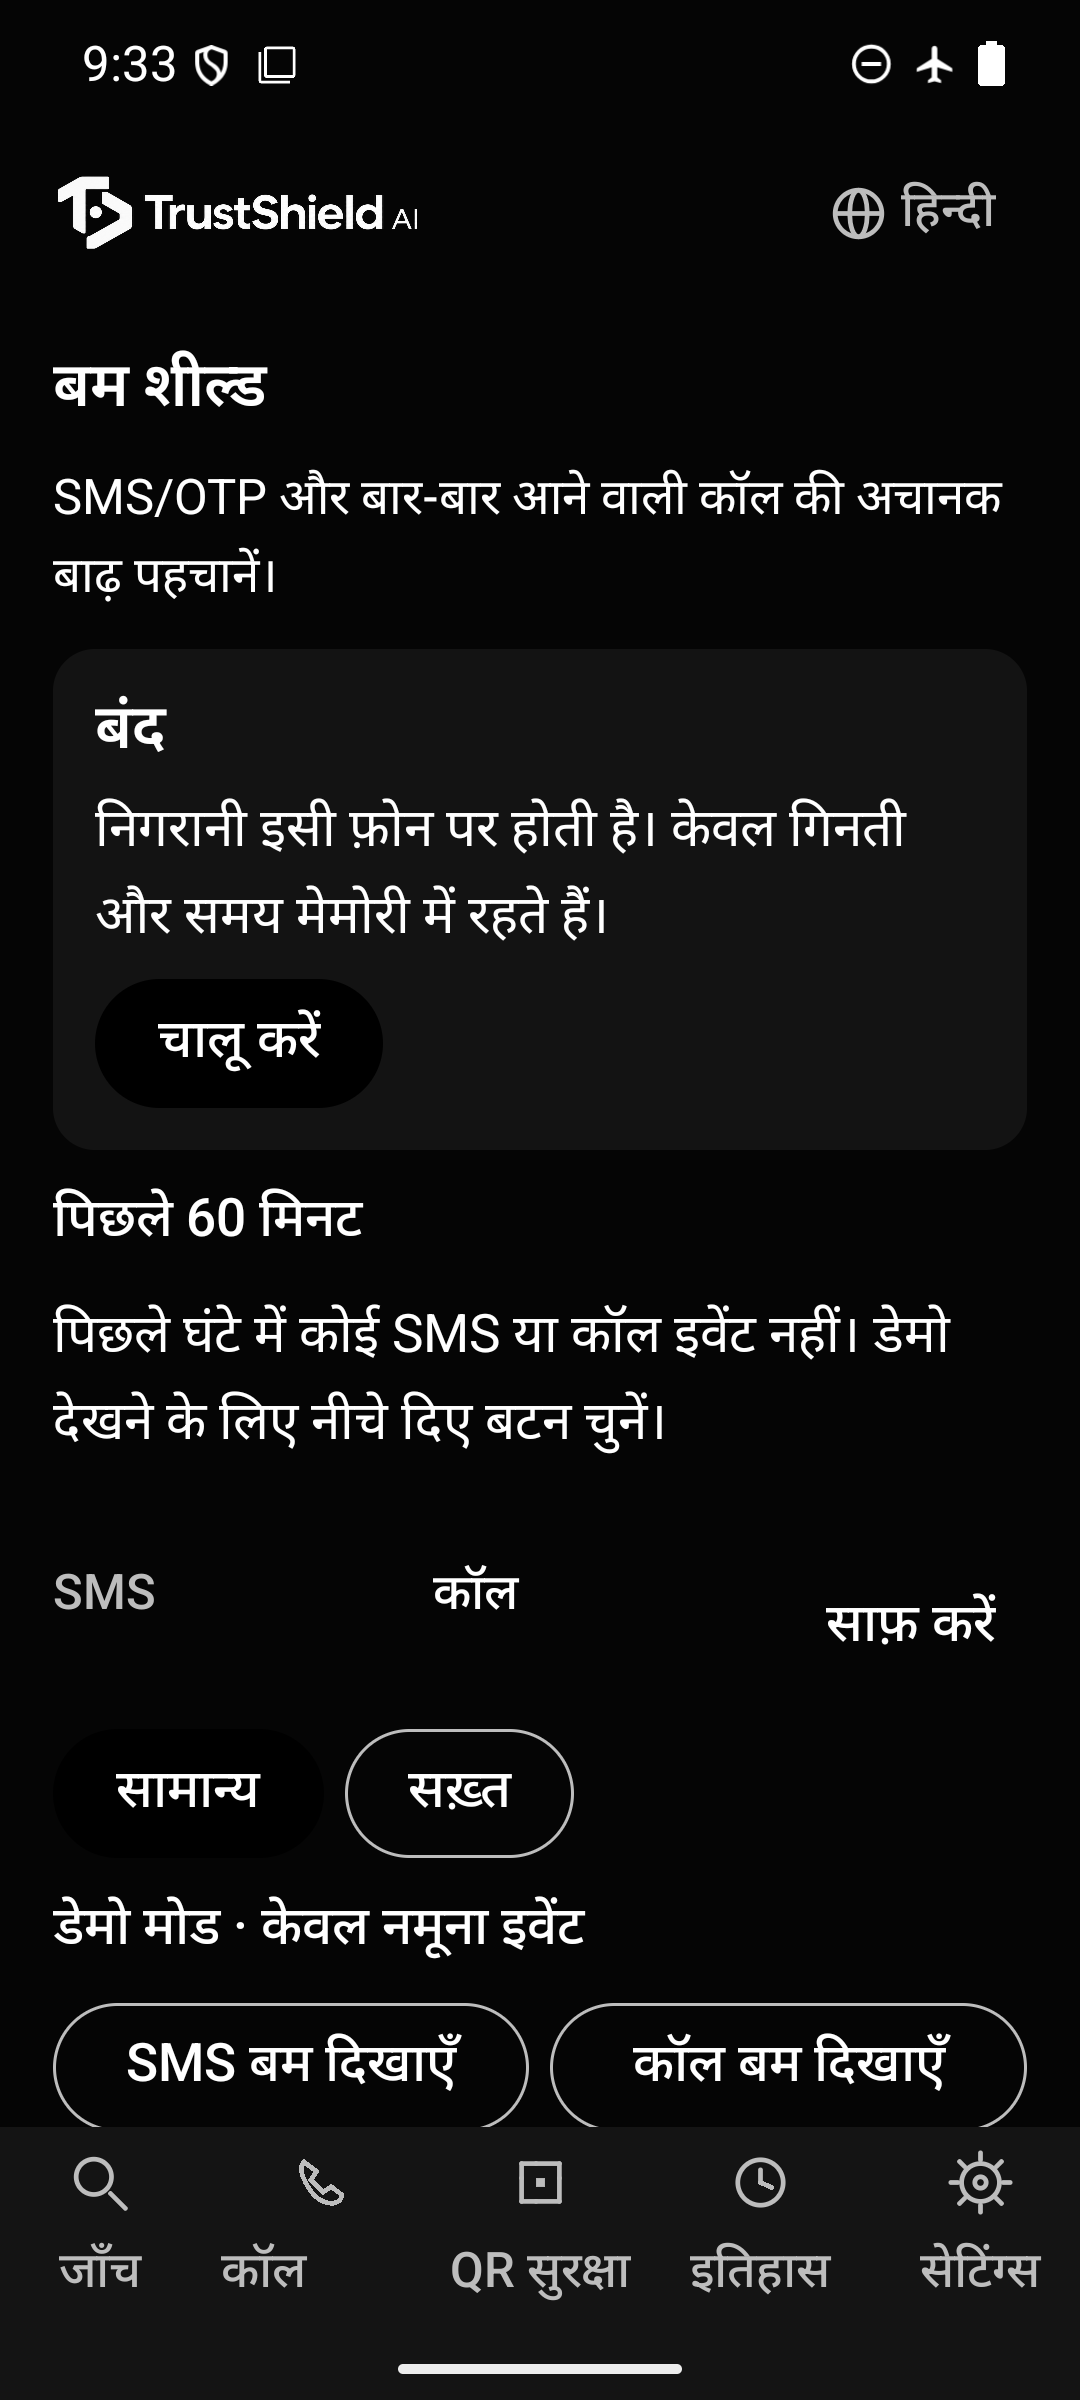 9:33
TrustShield AI
हिन्दी
बम शील्ड
SMS/OTP और बार-बार आने वाली कॉल की अचानक
बाढ़ पहचानें।
बंद
निगरानी इसी फ़ोन पर होती है। केवल गिनती
और समय मेमोरी में रहते हैं।
चालू करें
पिछले 60 मिनट
पिछले घंटे में कोई SMS या कॉल इवेंट नहीं। डेमो
देखने के लिए नीचे दिए बटन चुनें।
SMS
कॉल
साफ़ करें
सामान्य
सख़्त
डेमो मोड · केवल नमूना इवेंट
SMS बम दिखाएँ
कॉल बम दिखाएँ
जाँच
कॉल
QR सुरक्षा
इतिहास
सेटिंग्स